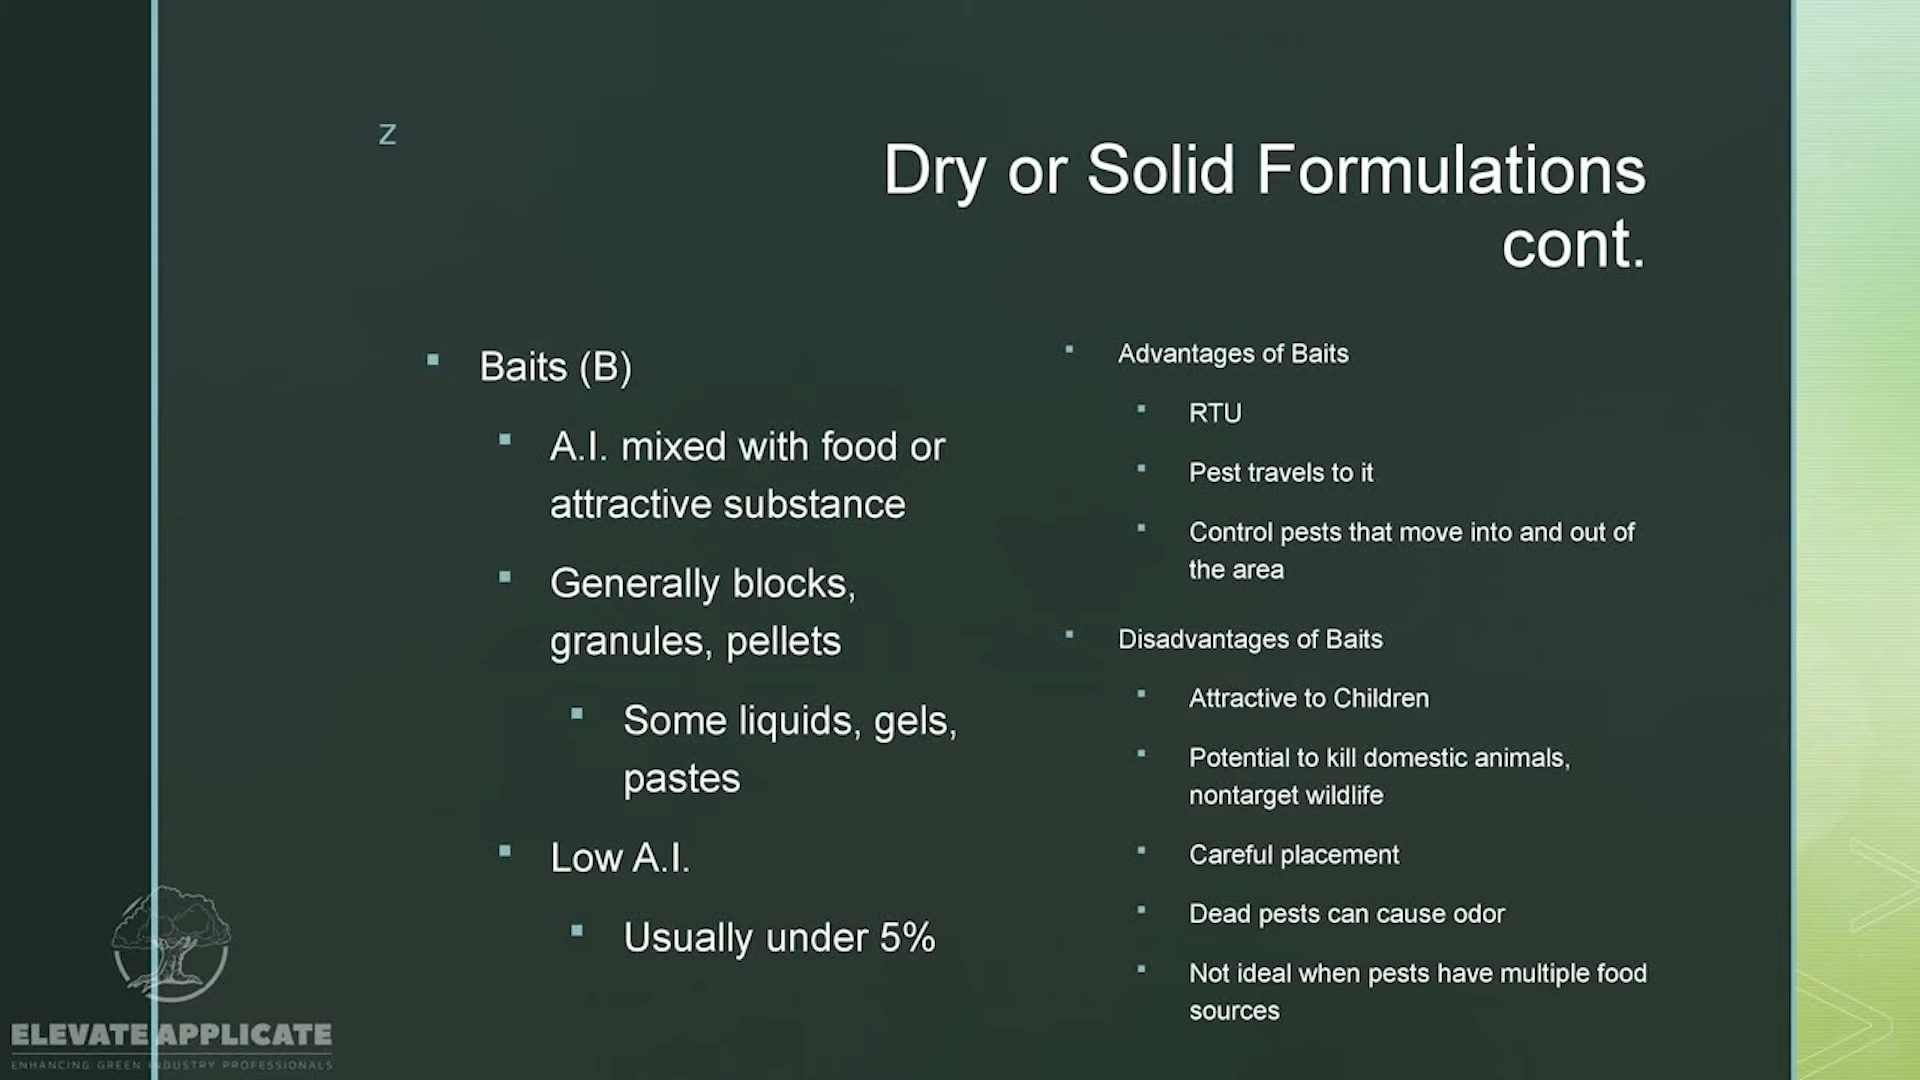 z
Dry or Solid Formulations
cont.
Baits (B)
A.I. mixed with food or
attractive substance
Generally blocks,
granules, pellets
Some liquids, gels,
pastes
Low A.I.
Usually under 5%
Advantages of Baits
RTU
Pest travels to it
Control pests that move into and out of
the area
Disadvantages of Baits
Attractive to Children
Potential to kill domestic animals,
nontarget wildlife
Careful placement
Dead pests can cause odor
Not ideal when pests have multiple food
sources
ELEVATE APPLICATE
ENHANCING GREEN INDUSTRY PROFESSIONALS